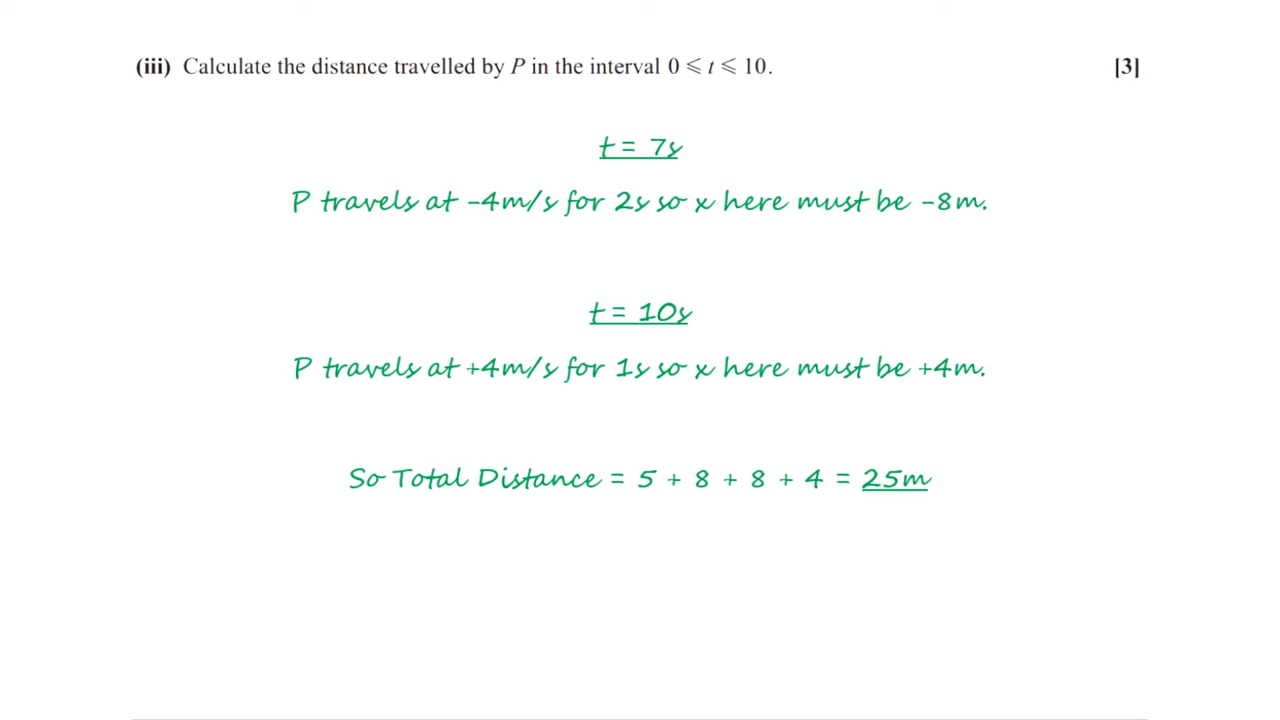 (iii) Calculate the distance travelled by P in the interval 0 ⩽ t ⩽ 10. [3]
t = 7s
P travels at -4m/s for 2s so x here must be -8m.
t = 10s
P travels at +4m/s for 1s so x here must be +4m.
So Total Distance = 5 + 8 + 8 + 4 = 25m